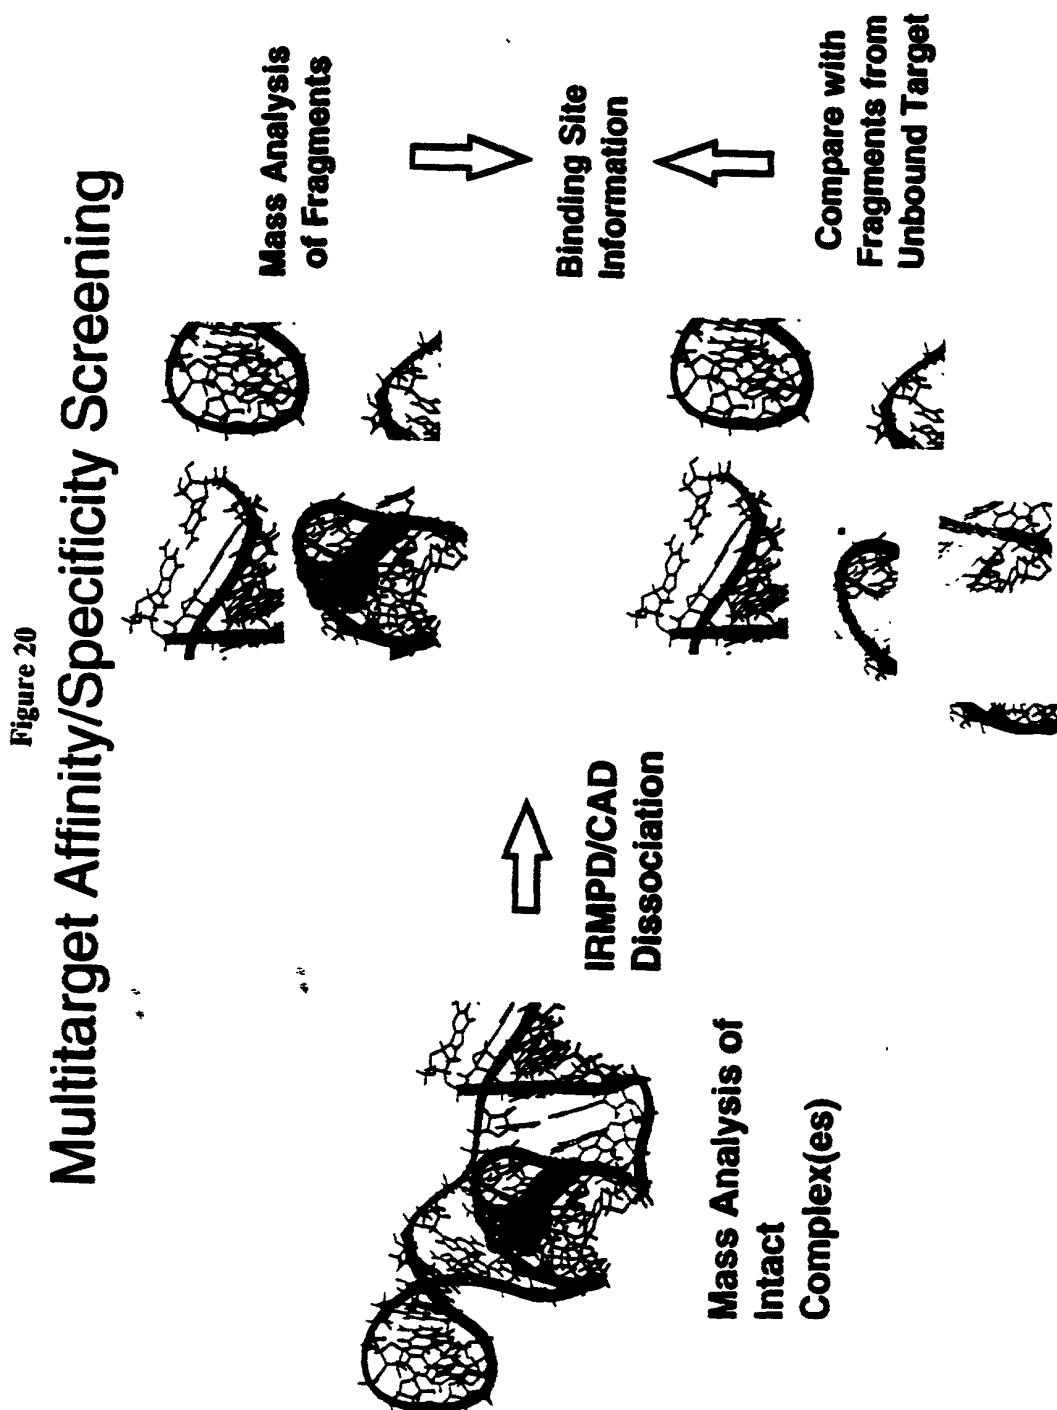 Figure 20
Multitarget Affinity/Specificity Screening
Mass Analysis of
Intact
Complex(es)
IRMPD/CAD
Dissociation
Mass Analysis
of Fragments
Binding Site
Information
Compare with
Fragments from
Unbound Target